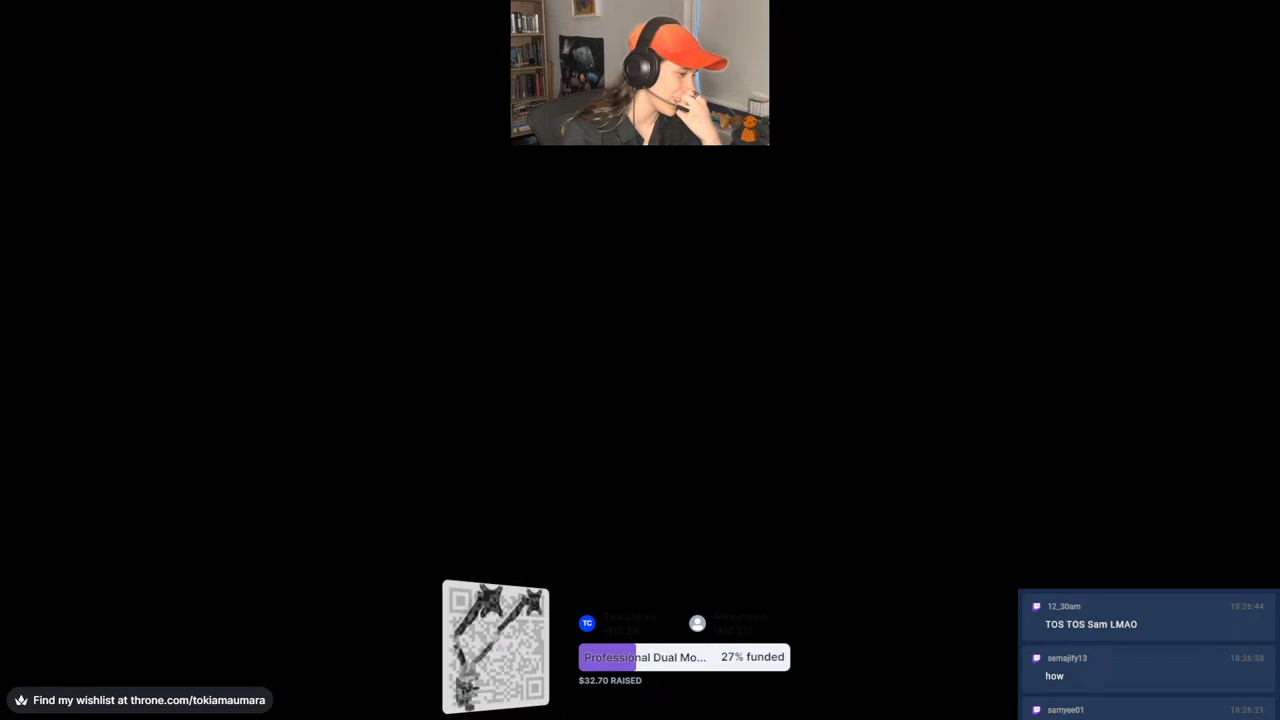 TC
Professional Dual Mo... 27% funded
$32.70 RAISED
Find my wishlist at throne.com/tokiamaumara
12_30am 18:26:44
TOS TOS Sam LMAO
semajify13 18:26:38
how
samyee01 18:26:21